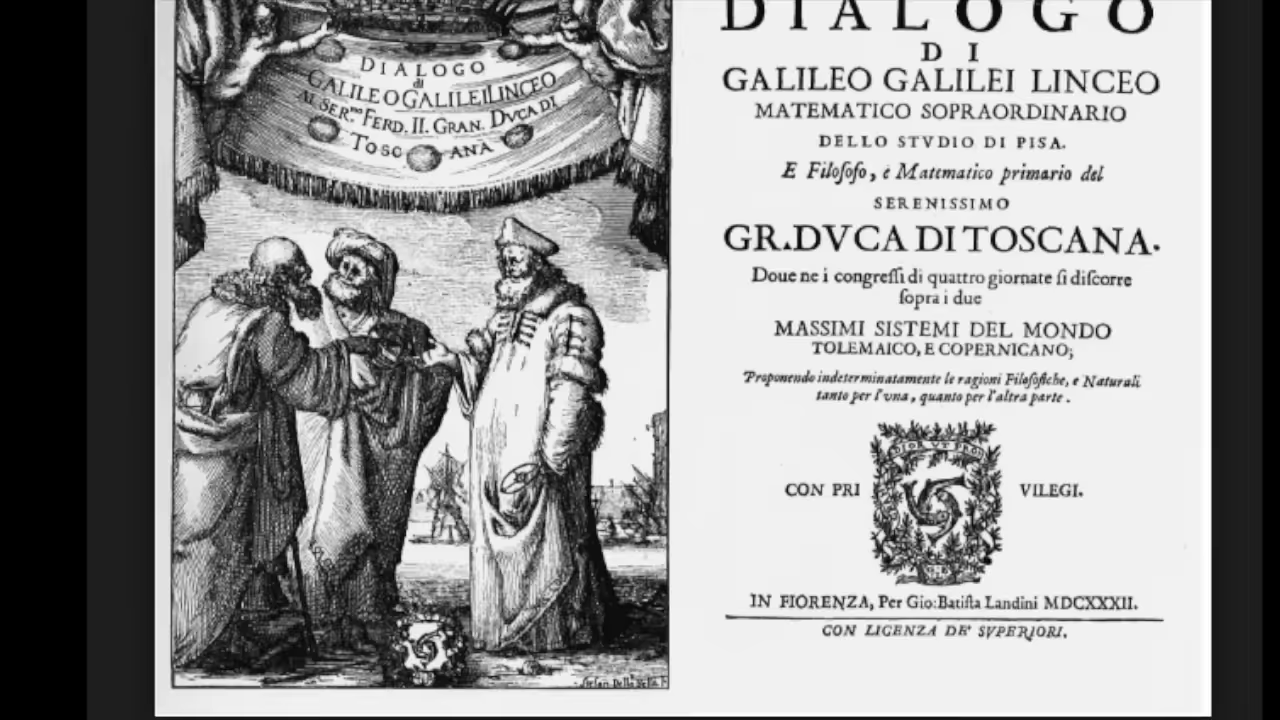 DIALOGO
di
GALILEO GALILEI LINCEO
AL SER.mo FERD. II. GRAN. DVCA DI
TOSCANA
DIALOGO
DI
GALILEO GALILEI LINCEO
MATEMATICO SOPRAORDINARIO
DELLO STVDIO DI PISA.
E Filoſofo, e Matematico primario del
SERENISSIMO
GR.DVCA DI TOSCANA.
Doue ne i congreſſi di quattro giornate ſi diſcorre
ſopra i due
MASSIMI SISTEMI DEL MONDO
TOLEMAICO, E COPERNICANO;
Proponendo indeterminatamente le ragioni Filoſofiche, e Naturali
tanto per l'vna, quanto per l'altra parte.
CON PRI VILEGI.
IN FIORENZA, Per Gio:Batiſta Landini MDCXXXII.
CON LICENZA DE' SVPERIORI.